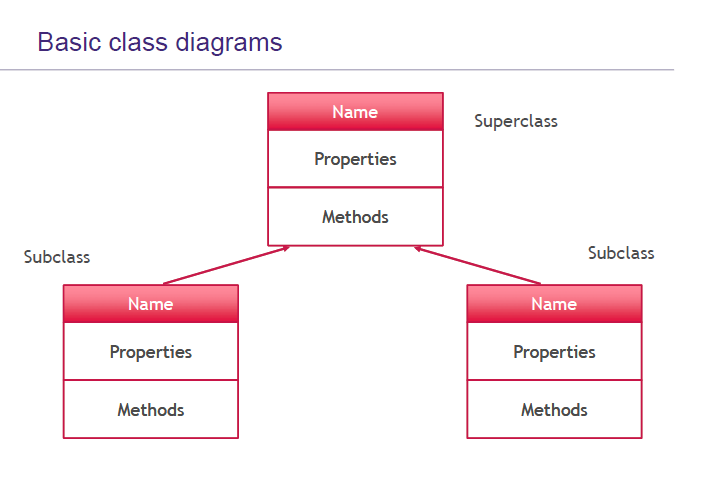 Basic class diagrams
Name
Superclass
Properties
Methods
Subclass
Subclass
Name
Properties
Methods
Name
Properties
Methods